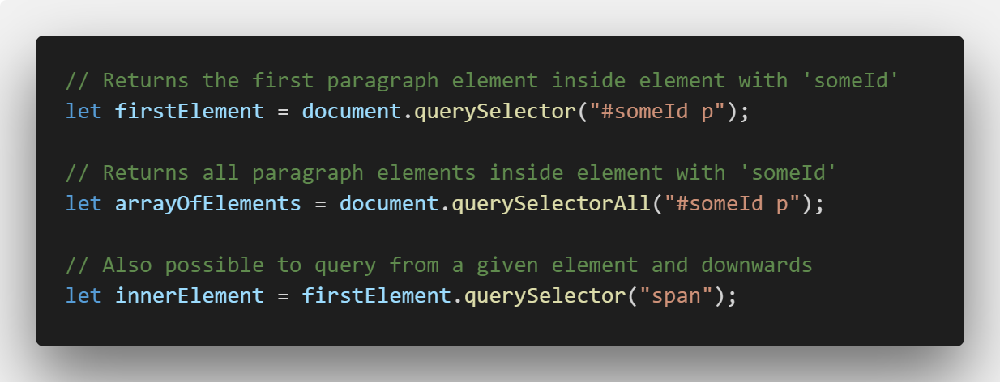 // Returns the first paragraph element inside element with 'someId'
let firstElement = document.querySelector("#someId p");
// Returns all paragraph elements inside element with 'someId'
let arrayOfElements = document.querySelectorAll("#someId p");
// Also possible to query from a given element and downwards
let innerElement = firstElement.querySelector("span");